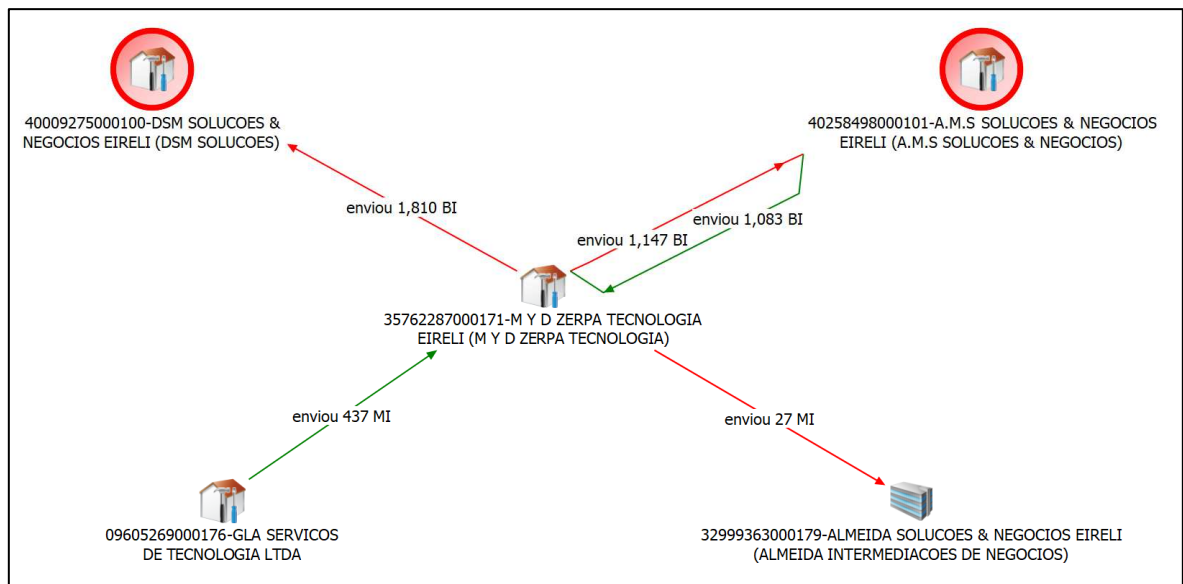 40009275000100-DSM SOLUCOES &
NEGOCIOS EIRELI (DSM SOLUCOES)
40258498000101-A.M.S SOLUCOES & NEGOCIOS
EIRELI (A.M.S SOLUCOES & NEGOCIOS)
enviou 1,810 BI
enviou 1,083 BI
enviou 1,147 BI
35762287000171-M Y D ZERPA TECNOLOGIA
EIRELI (M Y D ZERPA TECNOLOGIA)
enviou 437 MI
enviou 27 MI
09605269000176-GLA SERVICOS
DE TECNOLOGIA LTDA
32999363000179-ALMEIDA SOLUCOES & NEGOCIOS EIRELI
(ALMEIDA INTERMEDIACOES DE NEGOCIOS)